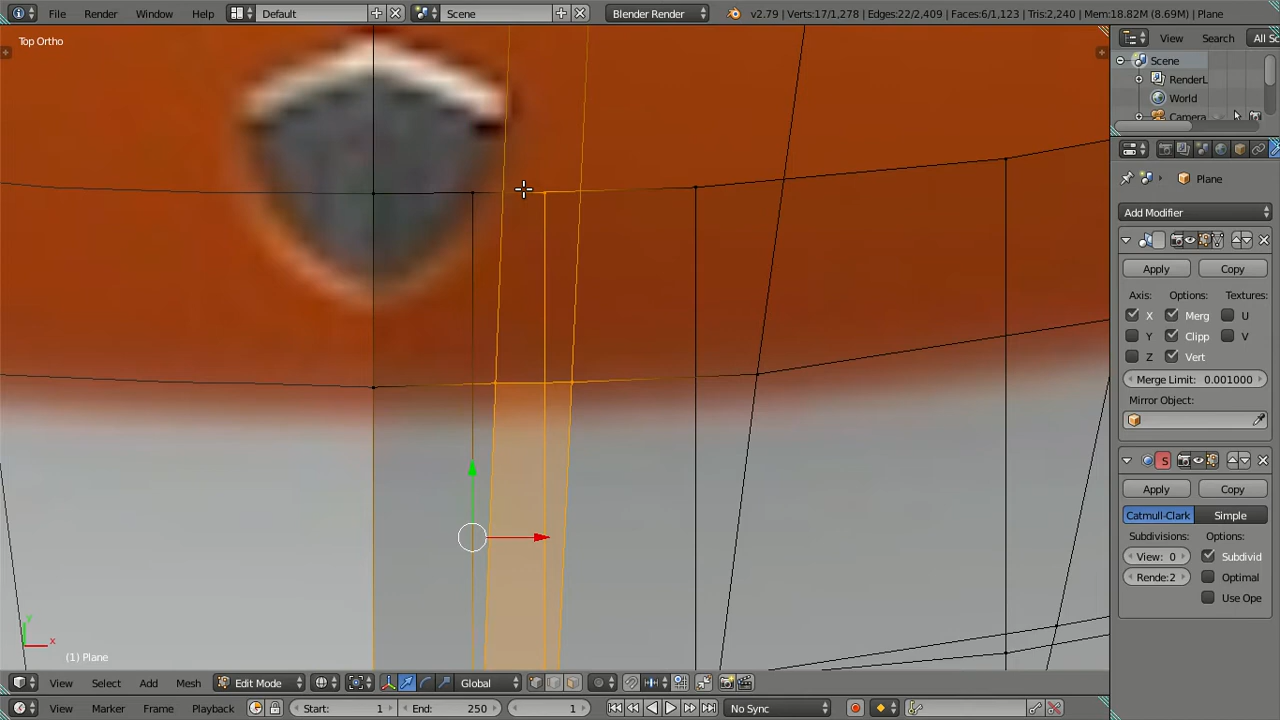 File Render Window Help Default Scene Blender Render v2.79 | Verts:17/1,278 | Edges:22/2,409 | Faces:6/1,123 | Tris:2,240 | Mem:18.82M (8.69M) | Plane
Top Ortho
View Search All Sc
Scene
RenderL
World
Camera
Plane
Add Modifier
Apply Copy
Axis: Options: Textures:
X Merg U
Y Clipp V
Z Vert
Merge Limit: 0.001000
Mirror Object:
S
Apply Copy
Catmull-Clark Simple
Subdivisions: Options:
View: 0 Subdivid
Rende:2 Optimal
Use Ope
y
x
(1) Plane
View Select Add Mesh Edit Mode Global
View Marker Frame Playback Start: 1 End: 250 1 No Sync